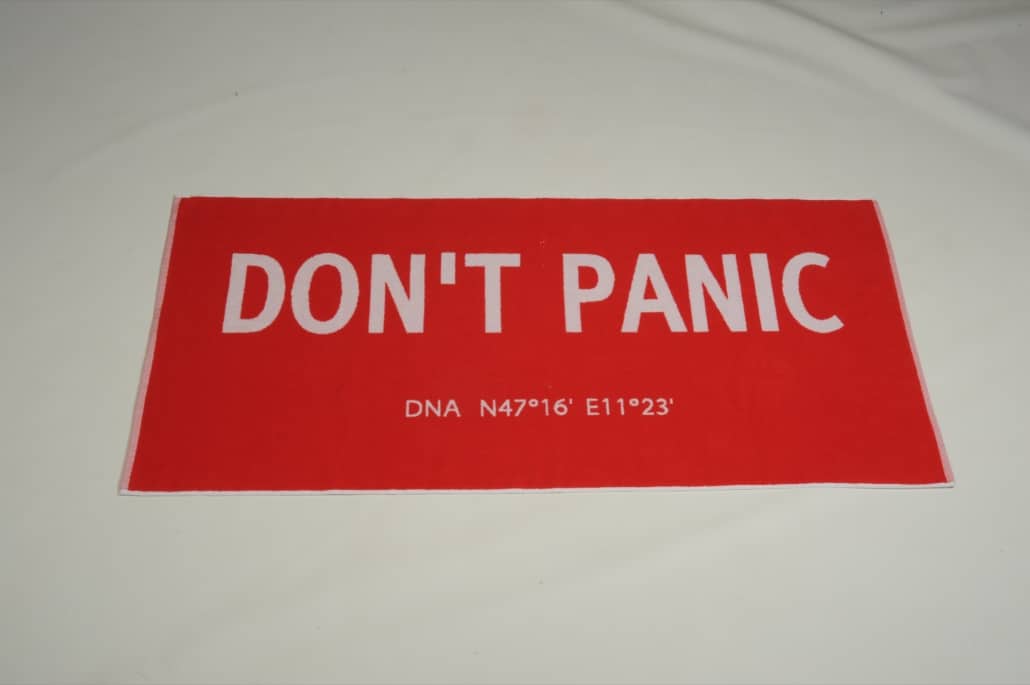 DON'T PANIC
DNA N47°16' E11°23'